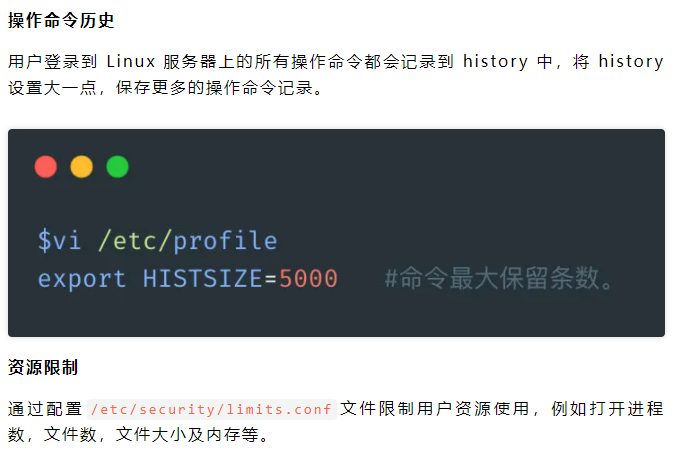 操作命令历史
用户登录到 Linux 服务器上的所有操作命令都会记录到 history 中，将 history
设置大一点，保存更多的操作命令记录。
$vi /etc/profile
export HISTSIZE=5000 #命令最大保留条数。
资源限制
通过配置 /etc/security/limits.conf 文件限制用户资源使用，例如打开进程
数，文件数，文件大小及内存等。